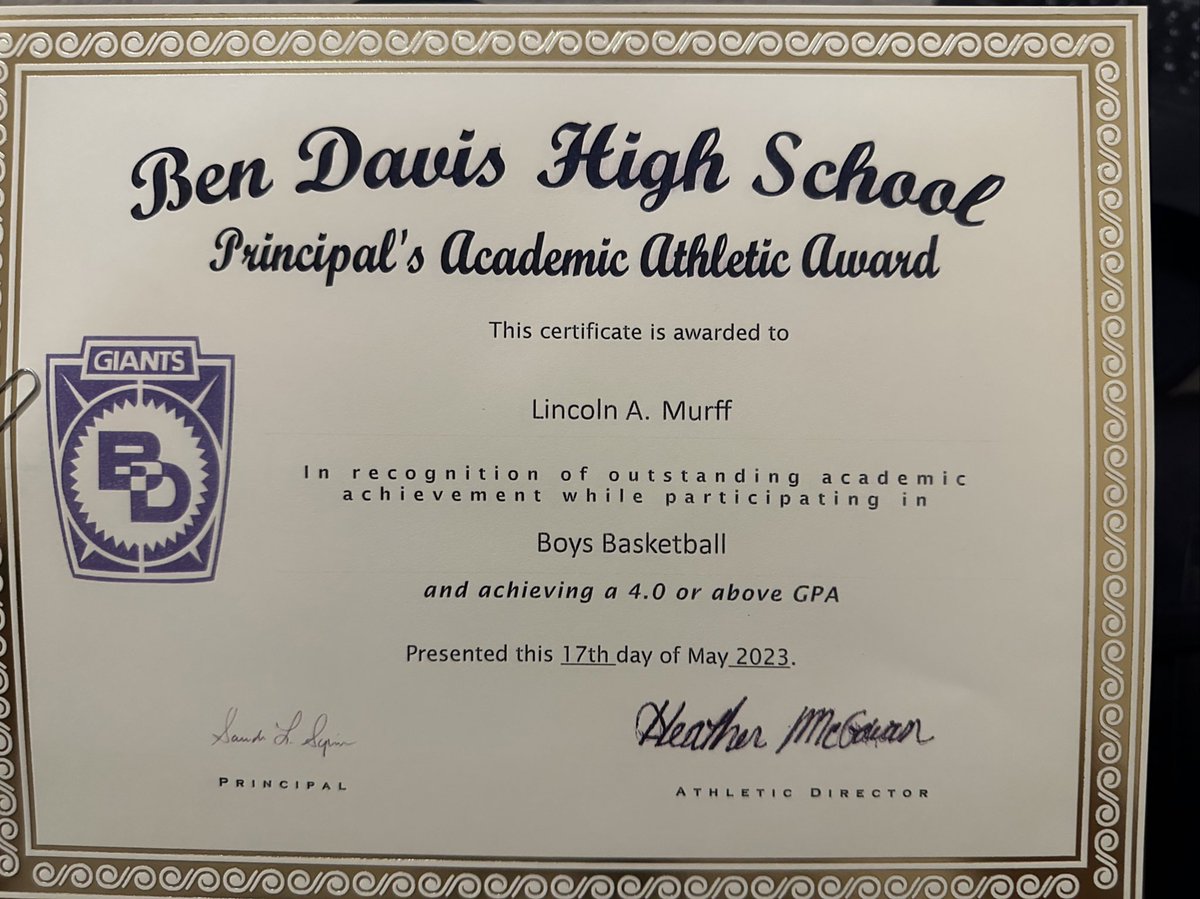 Ben Davis High School
Principal's Academic Athletic Award
This certificate is awarded to
GIANTS
BD
Lincoln A. Murff
In recognition of outstanding academic
achievement while participating in
Boys Basketball
and achieving a 4.0 or above GPA
Presented this 17th day of May 2023.
Heather McGowan
PRINCIPAL
ATHLETIC DIRECTOR